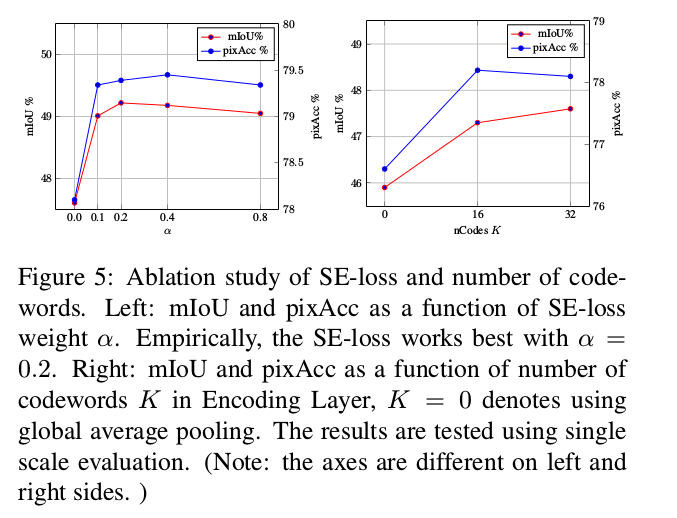 80
mIoU%
pixAcc %
50
79.5
49
79
78.5
48
78
0.0 0.1 0.2 0.4 0.8
α
mIoU %
pixAcc %
79
mIoU%
pixAcc %
49
48
78
47
77
46
76
0 16 32
nCodes K
mIoU %
pixAcc %
Figure 5: Ablation study of SE-loss and number of code-
words. Left: mIoU and pixAcc as a function of SE-loss
weight α. Empirically, the SE-loss works best with α =
0.2. Right: mIoU and pixAcc as a function of number of
codewords K in Encoding Layer, K = 0 denotes using
global average pooling. The results are tested using single
scale evaluation. (Note: the axes are different on left and
right sides. )